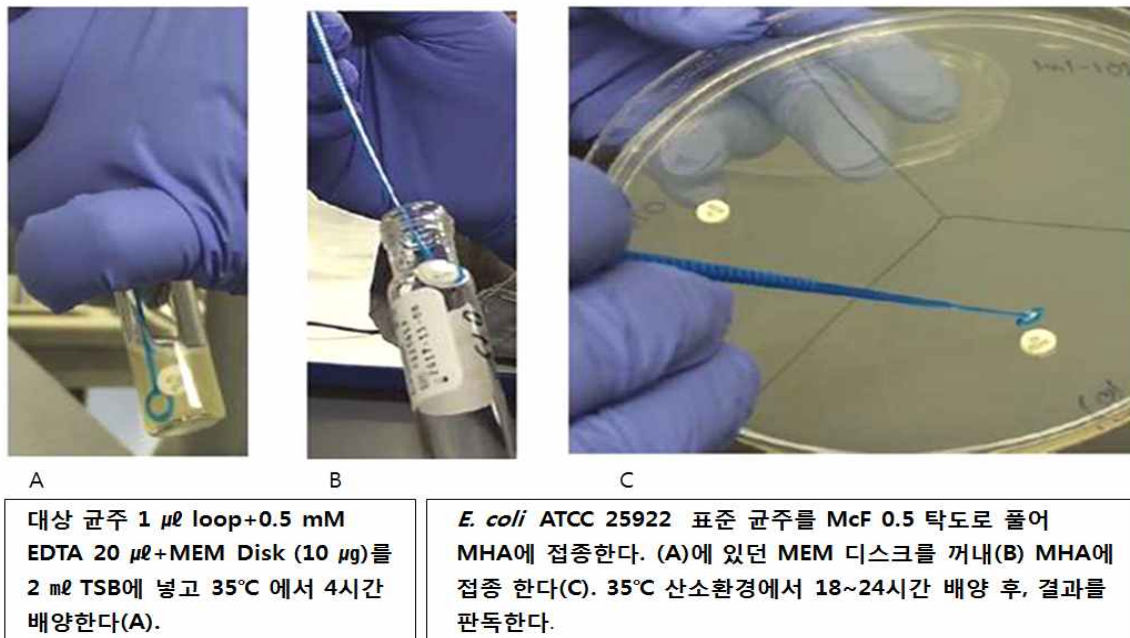 A
B
C
대상 균주 1 ㎕ loop+0.5 mM
EDTA 20 ㎕+MEM Disk (10 ㎍)를
2 ㎖ TSB에 넣고 35℃ 에서 4시간
배양한다(A).
E. coli ATCC 25922 표준 균주를 McF 0.5 탁도로 풀어
MHA에 접종한다. (A)에 있던 MEM 디스크를 꺼내(B) MHA에
접종 한다(C). 35℃ 산소환경에서 18~24시간 배양 후, 결과를
판독한다.